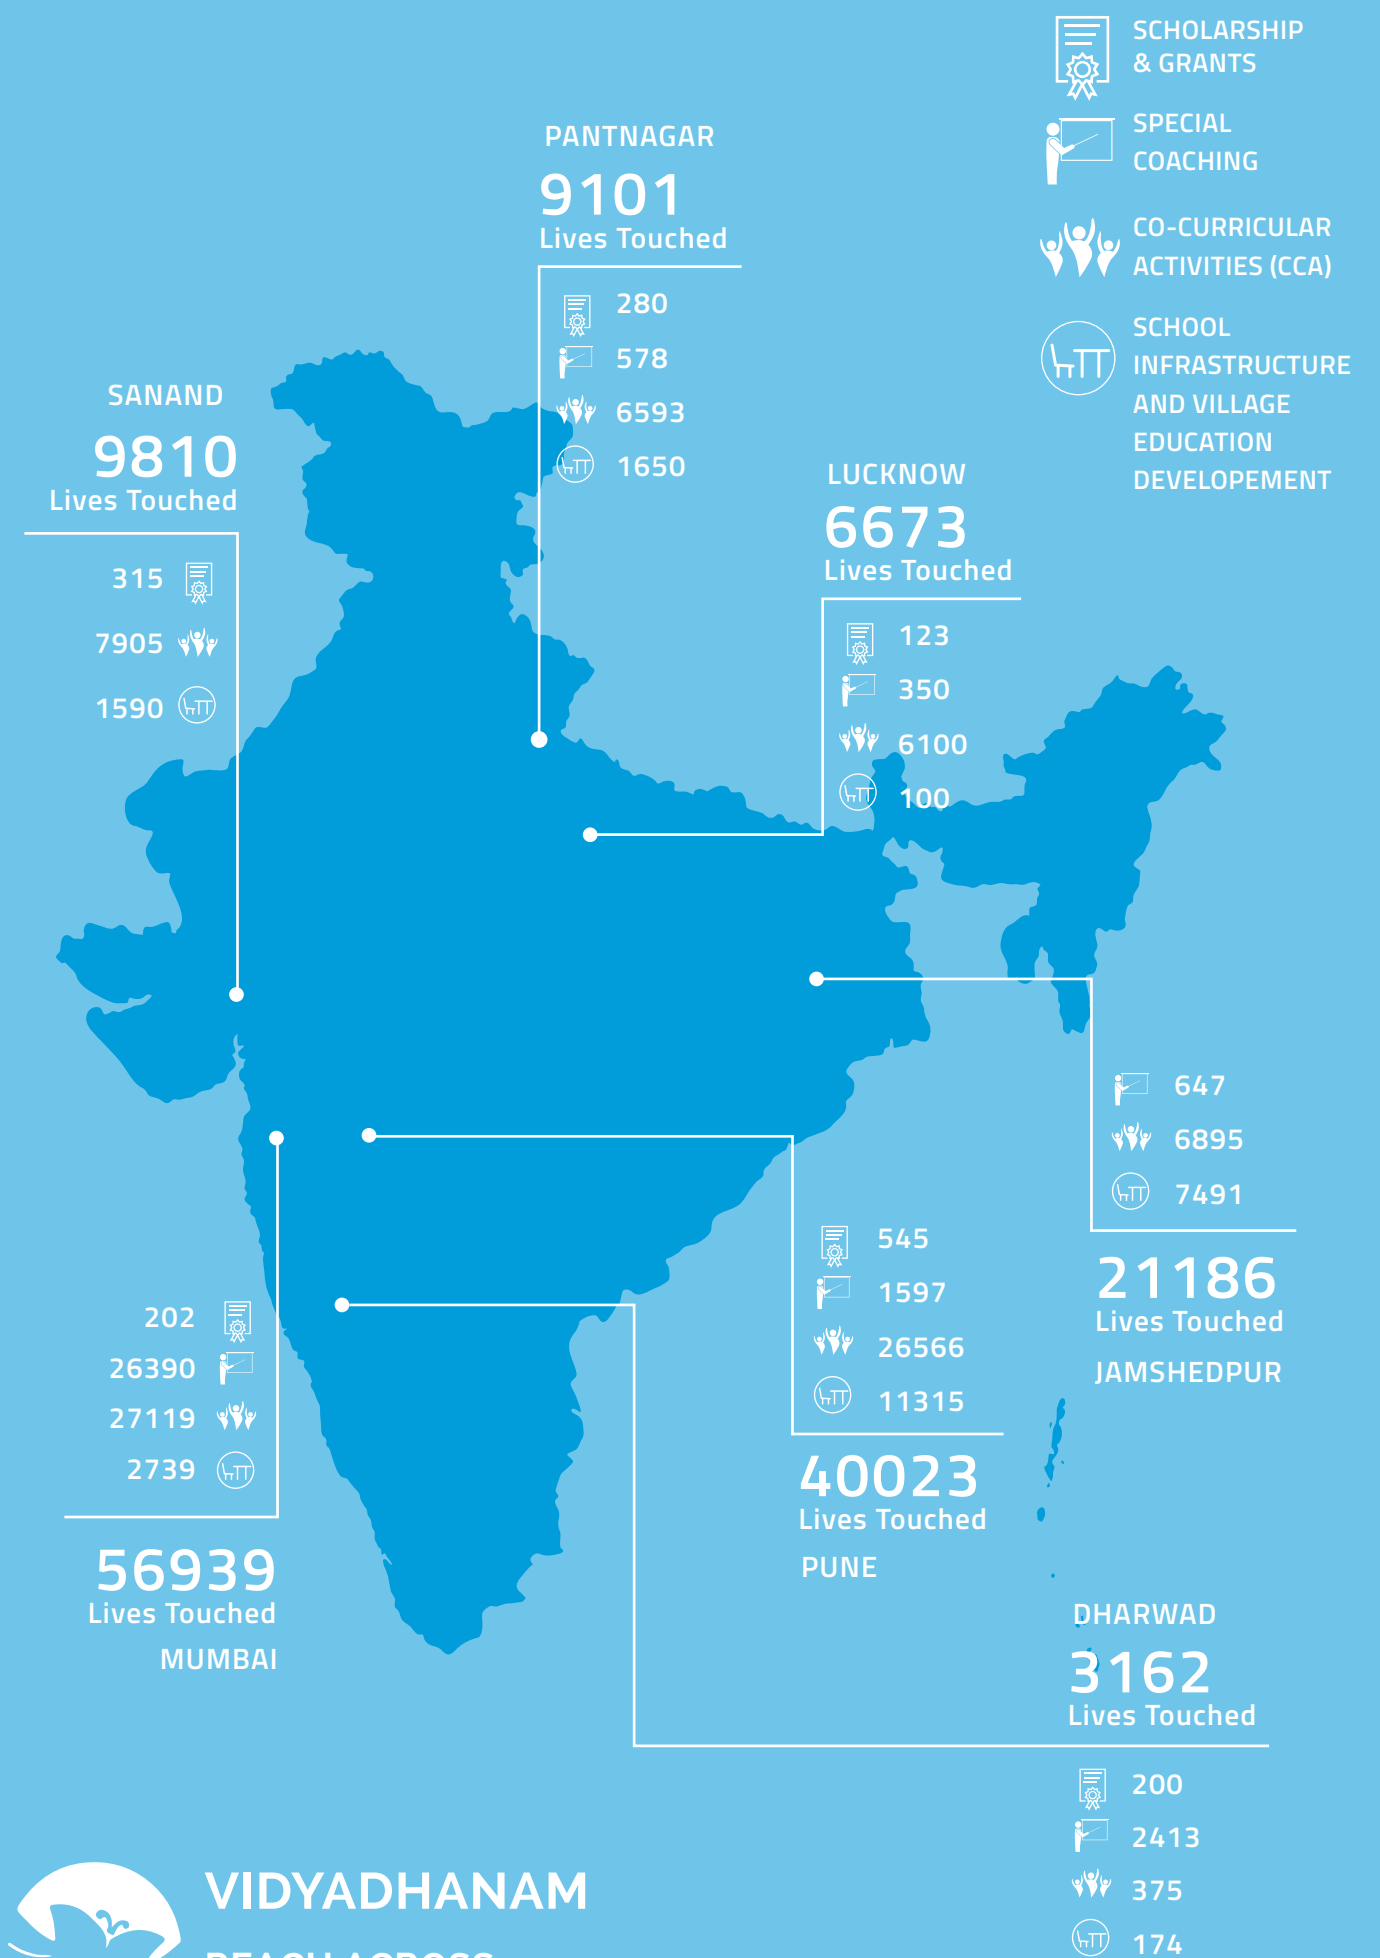 SCHOLARSHIP
& GRANTS
SPECIAL
COACHING
CO-CURRICULAR
ACTIVITIES (CCA)
SCHOOL
INFRASTRUCTURE
AND VILLAGE
EDUCATION
DEVELOPEMENT
PANTNAGAR
9101
Lives Touched
280
578
6593
1650
SANAND
9810
Lives Touched
315
7905
1590
LUCKNOW
6673
Lives Touched
123
350
6100
100
647
6895
7491
21186
Lives Touched
JAMSHEDPUR
545
1597
26566
11315
40023
Lives Touched
PUNE
202
26390
27119
2739
56939
Lives Touched
MUMBAI
DHARWAD
3162
Lives Touched
200
2413
375
174
VIDYADHANAM
REACH ACROSS